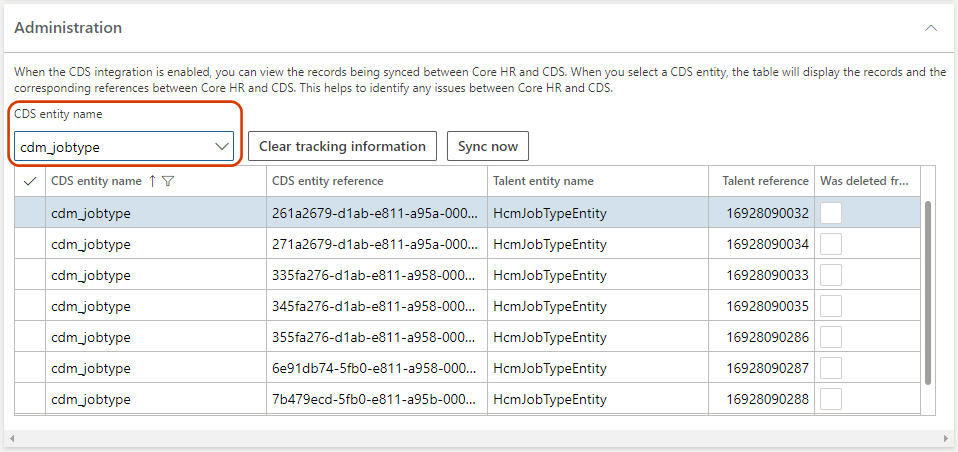 Administration
When the CDS integration is enabled, you can view the records being synced between Core HR and CDS. When you select a CDS entity, the table will display the records and the
corresponding references between Core HR and CDS. This helps to identify any issues between Core HR and CDS.
CDS entity name
cdm_jobtype Clear tracking information Sync now
CDS entity name CDS entity reference Talent entity name Talent reference Was deleted fr...
cdm_jobtype 261a2679-d1ab-e811-a95a-000... HcmJobTypeEntity 16928090032
cdm_jobtype 271a2679-d1ab-e811-a95a-000... HcmJobTypeEntity 16928090034
cdm_jobtype 335fa276-d1ab-e811-a958-000... HcmJobTypeEntity 16928090033
cdm_jobtype 345fa276-d1ab-e811-a958-000... HcmJobTypeEntity 16928090035
cdm_jobtype 355fa276-d1ab-e811-a958-000... HcmJobTypeEntity 16928090286
cdm_jobtype 6e91db74-5fb0-e811-a958-000... HcmJobTypeEntity 16928090287
cdm_jobtype 7b479ecd-5fb0-e811-a95b-000... HcmJobTypeEntity 16928090288